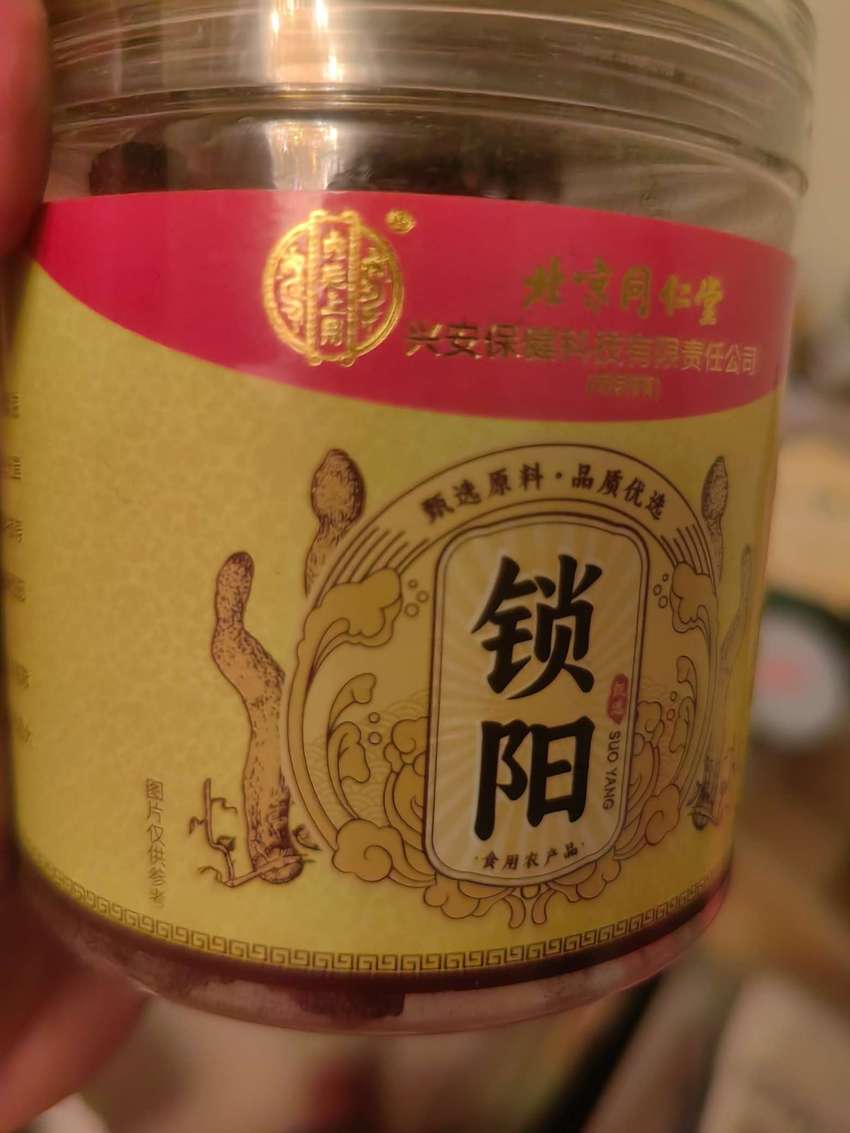 北京同仁堂
兴安保健科技有限责任公司
甄选原料·品质优选
锁阳
甄选
SUO YANG
·食用农产品·
图片仅供参考